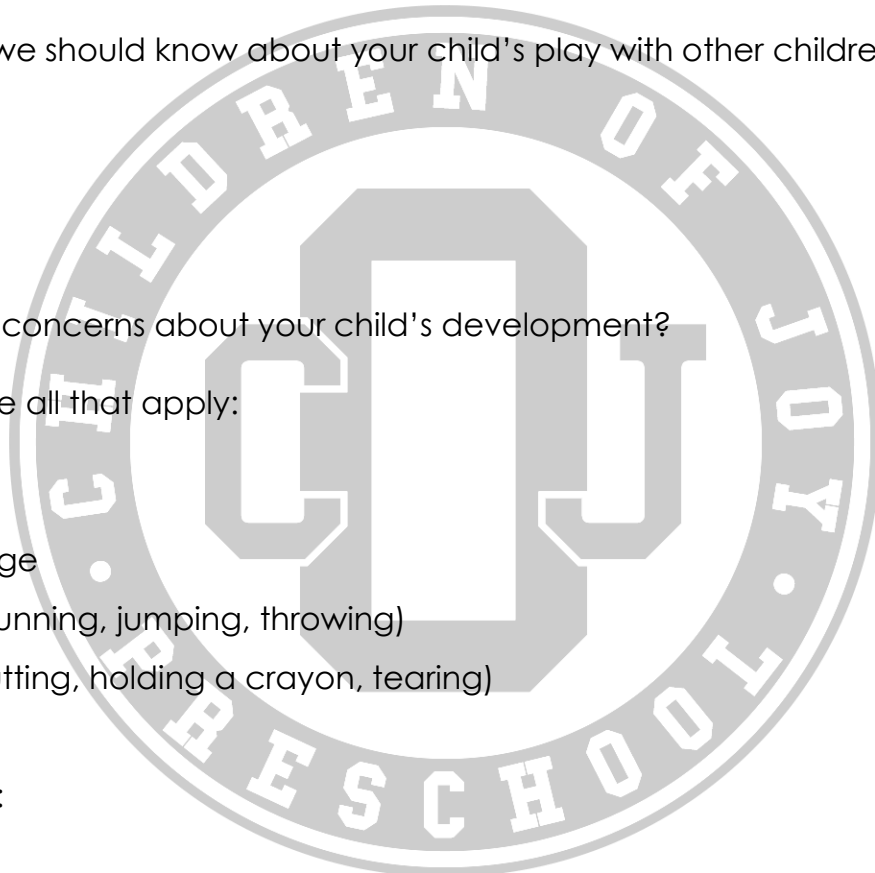 we should know about your child's play with other childre
concerns about your child's development?
e all that apply:
ge
unning, jumping, throwing)
tting, holding a crayon, tearing)
:
CHILDREN OF JOY
PRESCHOOL
COJ